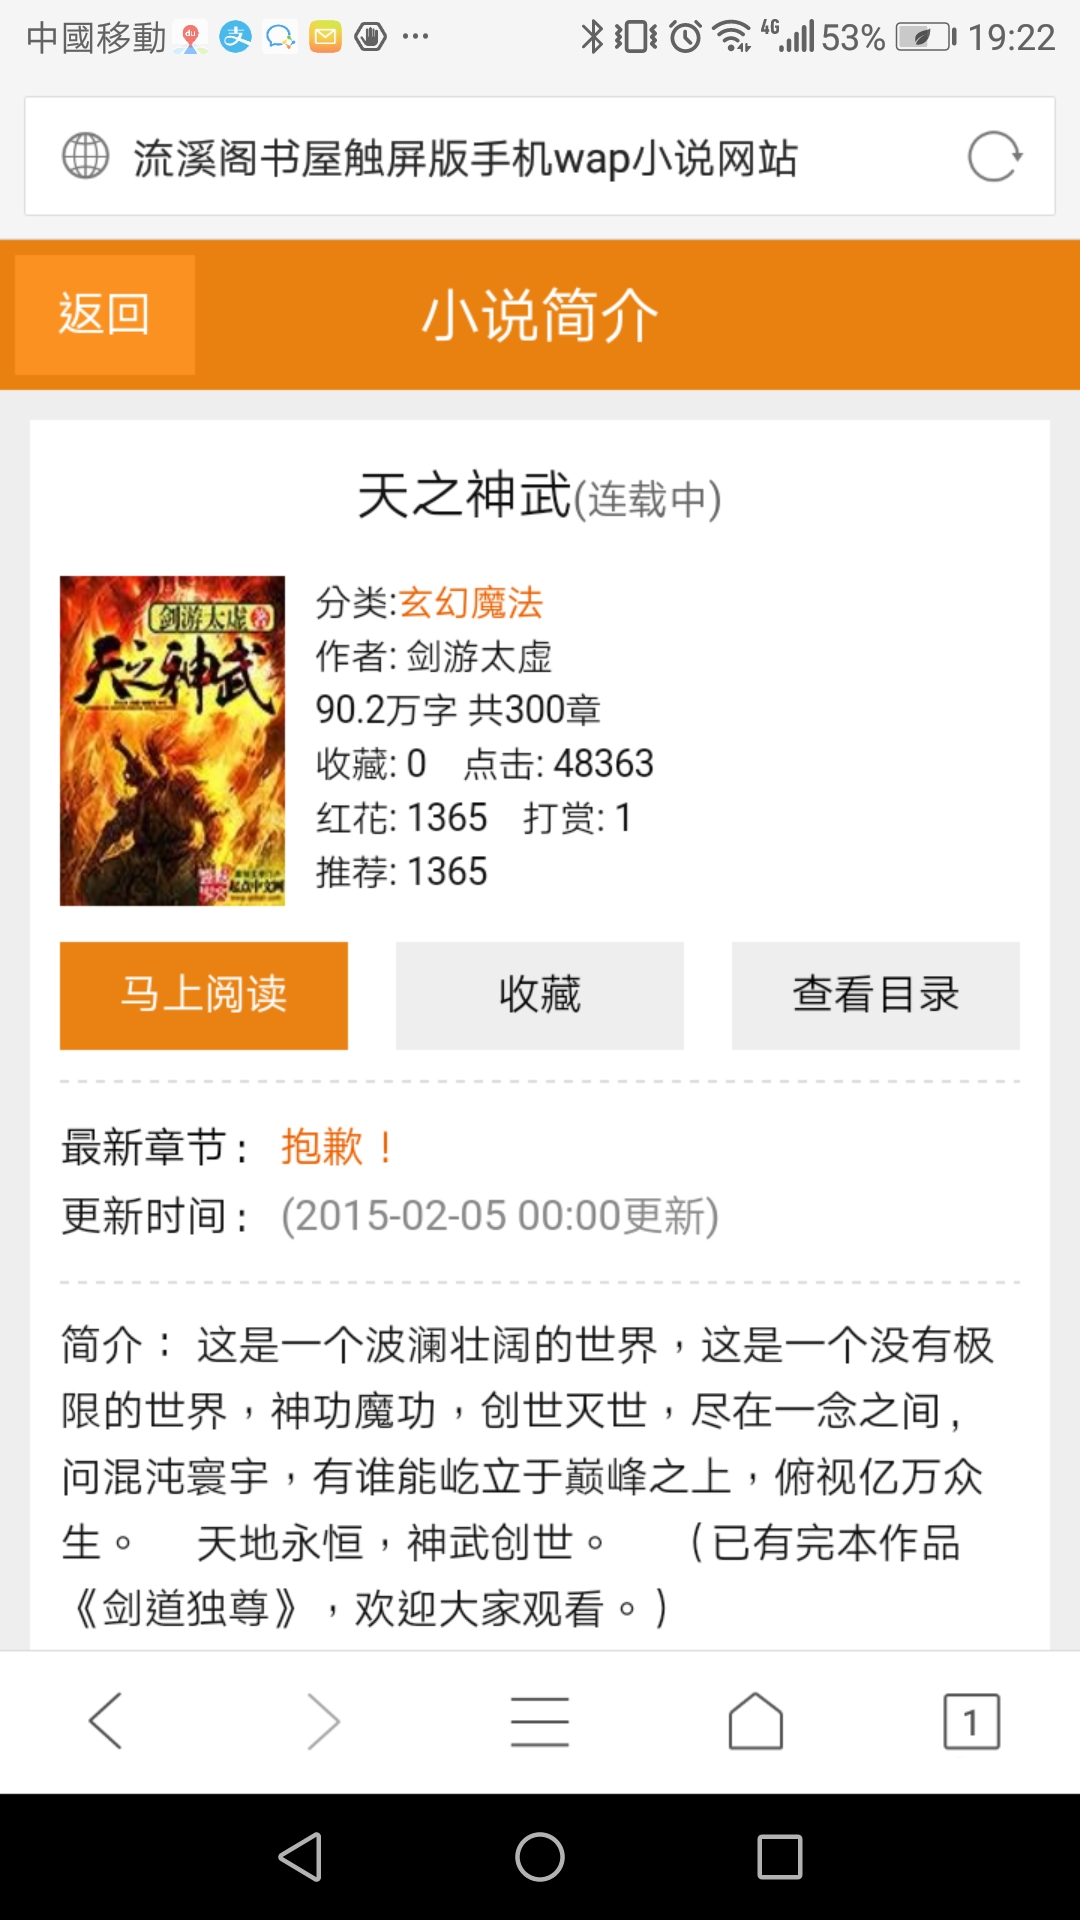 中國移動 ··· 4G 53% 19:22
流溪阁书屋触屏版手机wap小说网站
返回 小说简介
天之神武(连载中)
剑游太虚 著
天之神武
起点中文网
分类:玄幻魔法
作者: 剑游太虚
90.2万字 共300章
收藏: 0 点击: 48363
红花: 1365 打赏: 1
推荐: 1365
马上阅读 收藏 查看目录
最新章节： 抱歉！
更新时间： (2015-02-05 00:00更新)
简介： 这是一个波澜壮阔的世界，这是一个没有极
限的世界，神功魔功，创世灭世，尽在一念之间，
问混沌寰宇，有谁能屹立于巅峰之上，俯视亿万众
生。 天地永恒，神武创世。 （已有完本作品
《剑道独尊》，欢迎大家观看。）
1